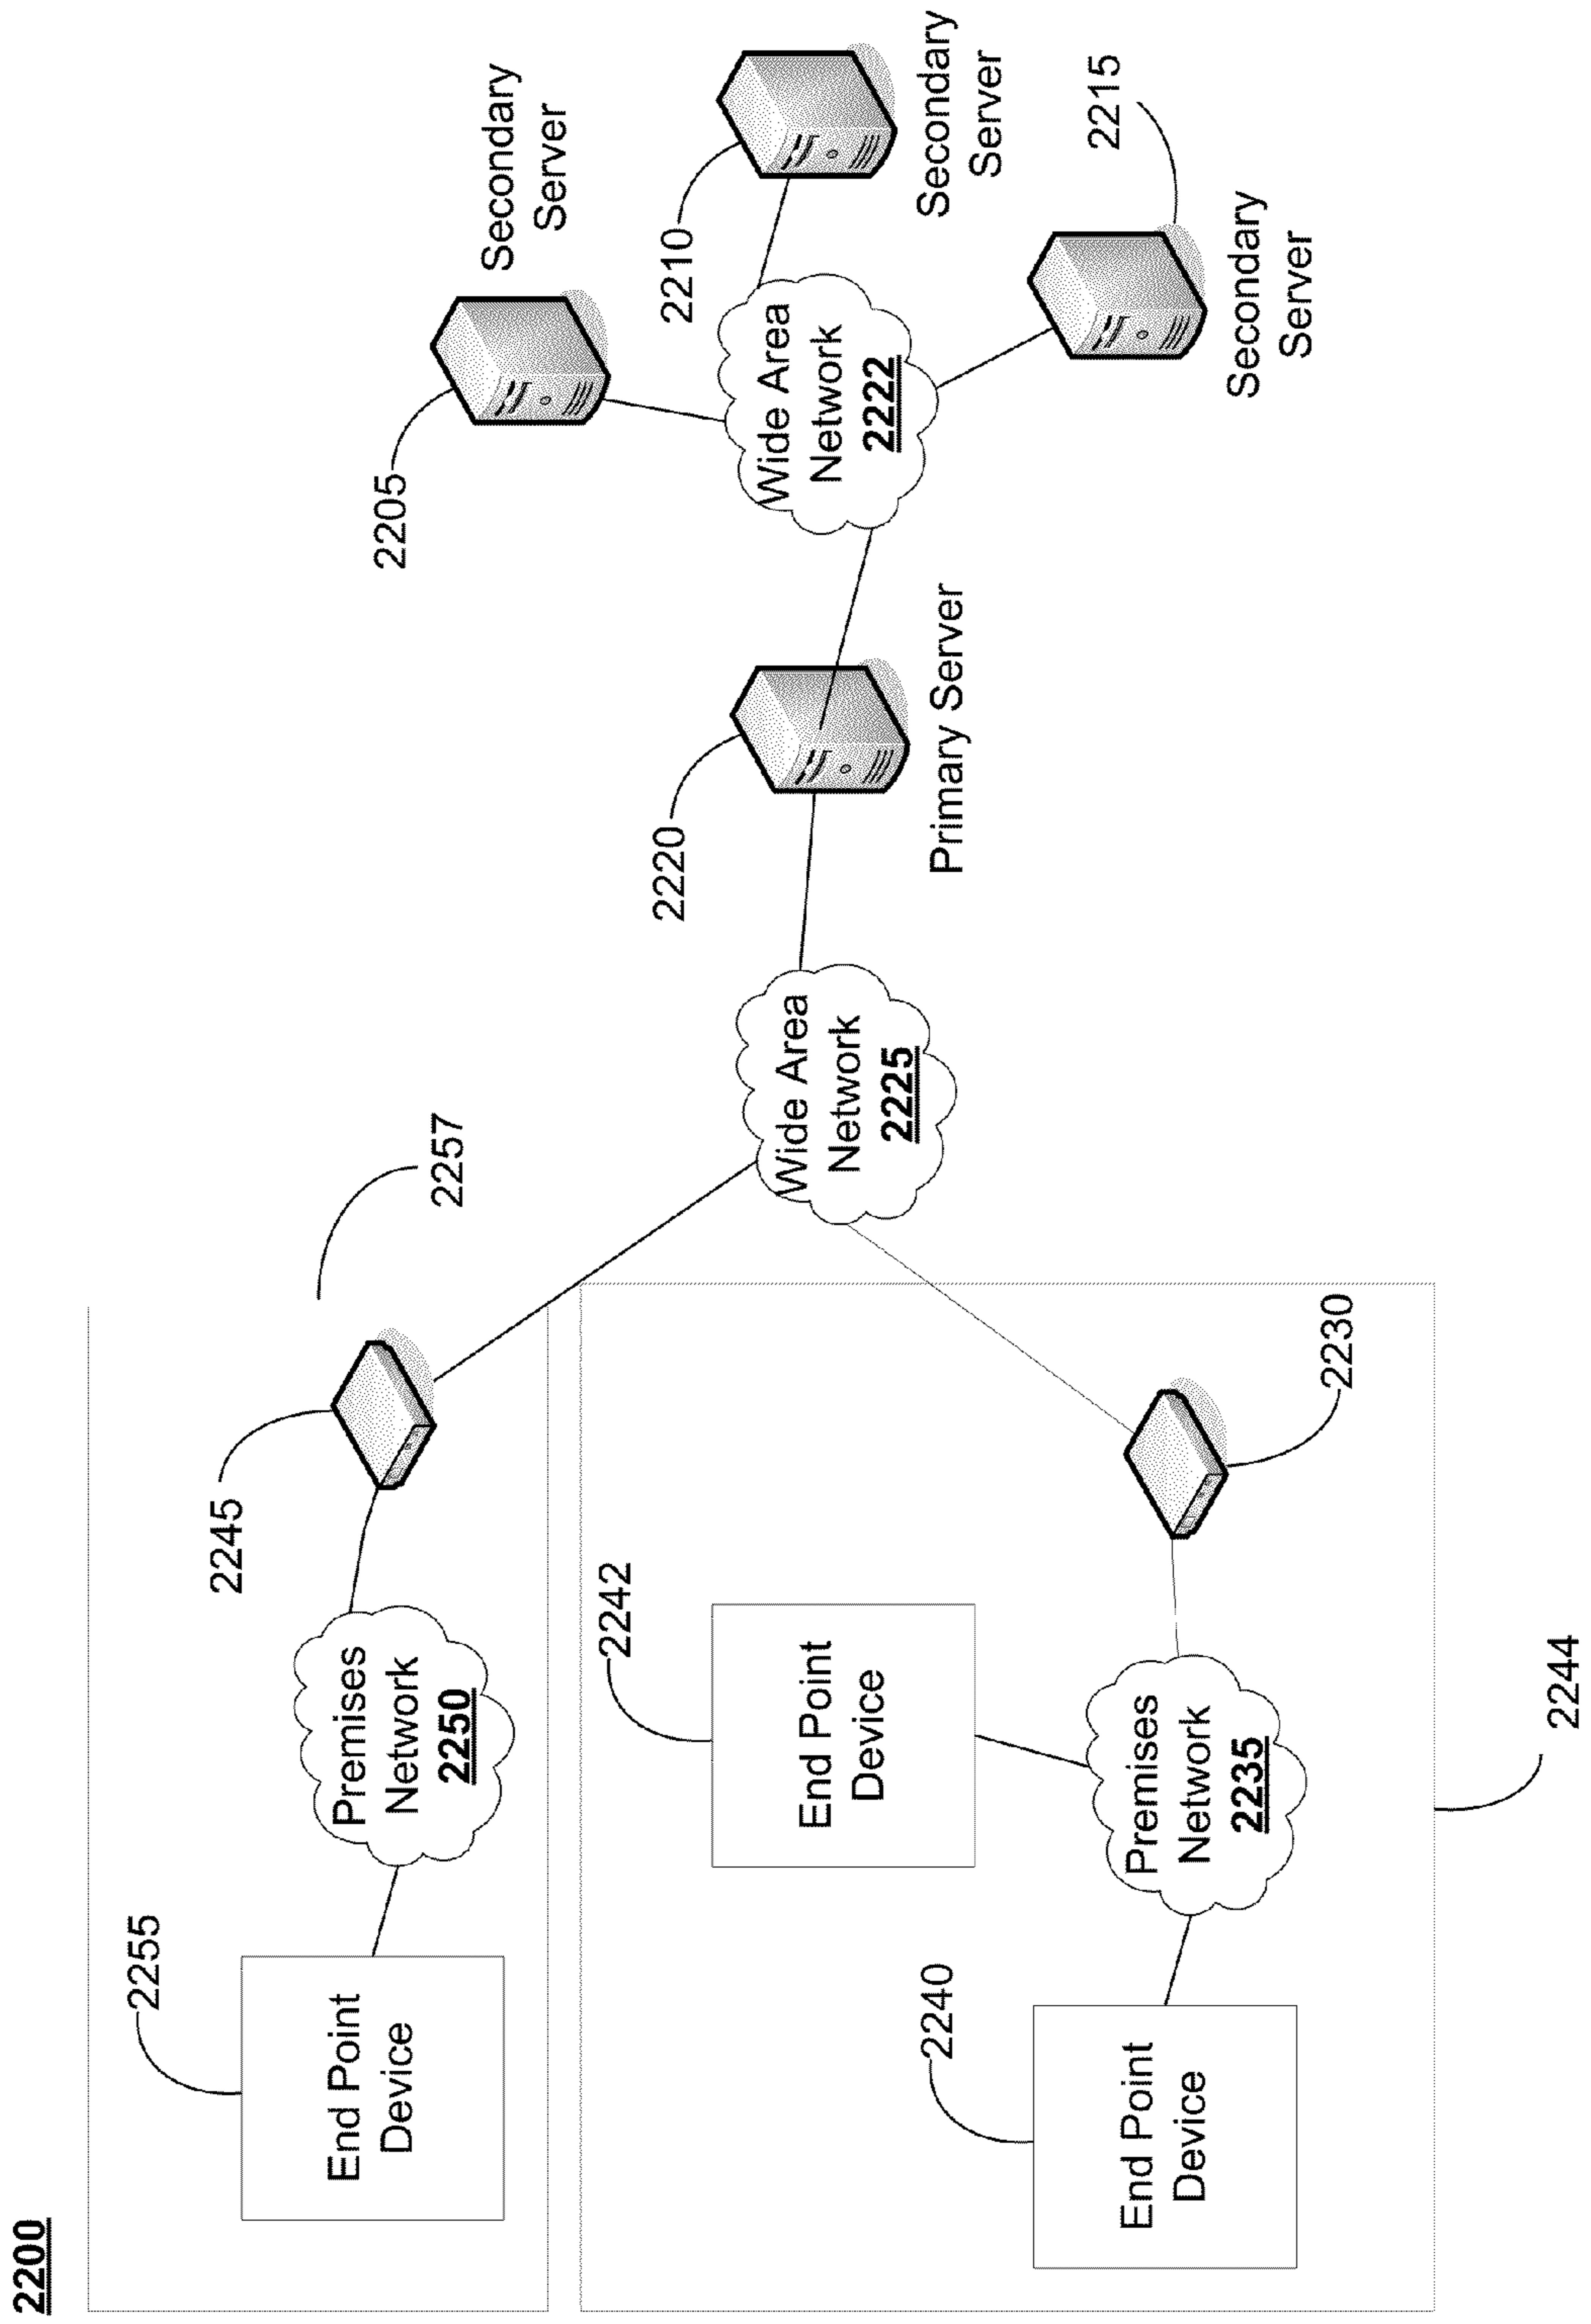 2200
2255
End Point
Device
Premises
Network
2250
2245
2257
2240
End Point
Device
2242
End Point
Device
Premises
Network
2235
2230
2244
Wide Area
Network
2225
2220
Primary Server
Wide Area
Network
2222
2205
Secondary
Server
2210
Secondary
Server
2215
Secondary
Server